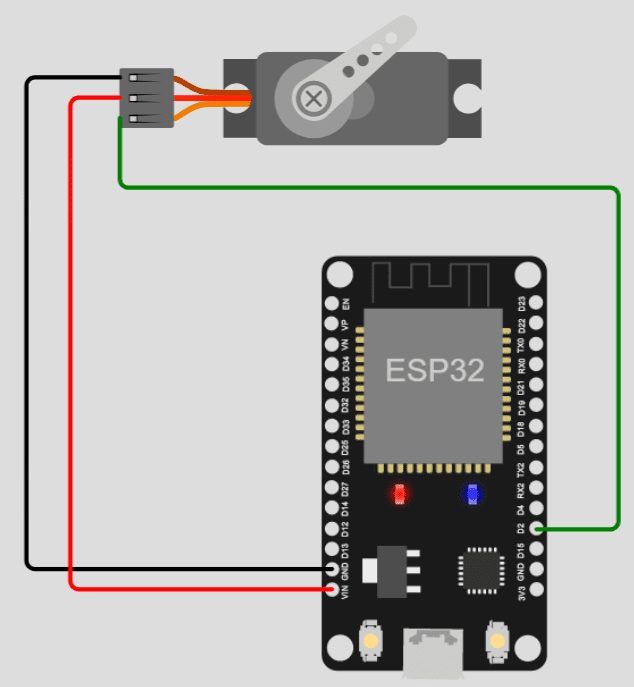 ESP32
EN
VP
VN
D34
D35
D32
D33
D25
D26
D27
D14
D12
D13
GND
VIN
D23
D22
TX0
RX0
D21
D19
D18
D5
TX2
RX2
D4
D2
D15
GND
3V3